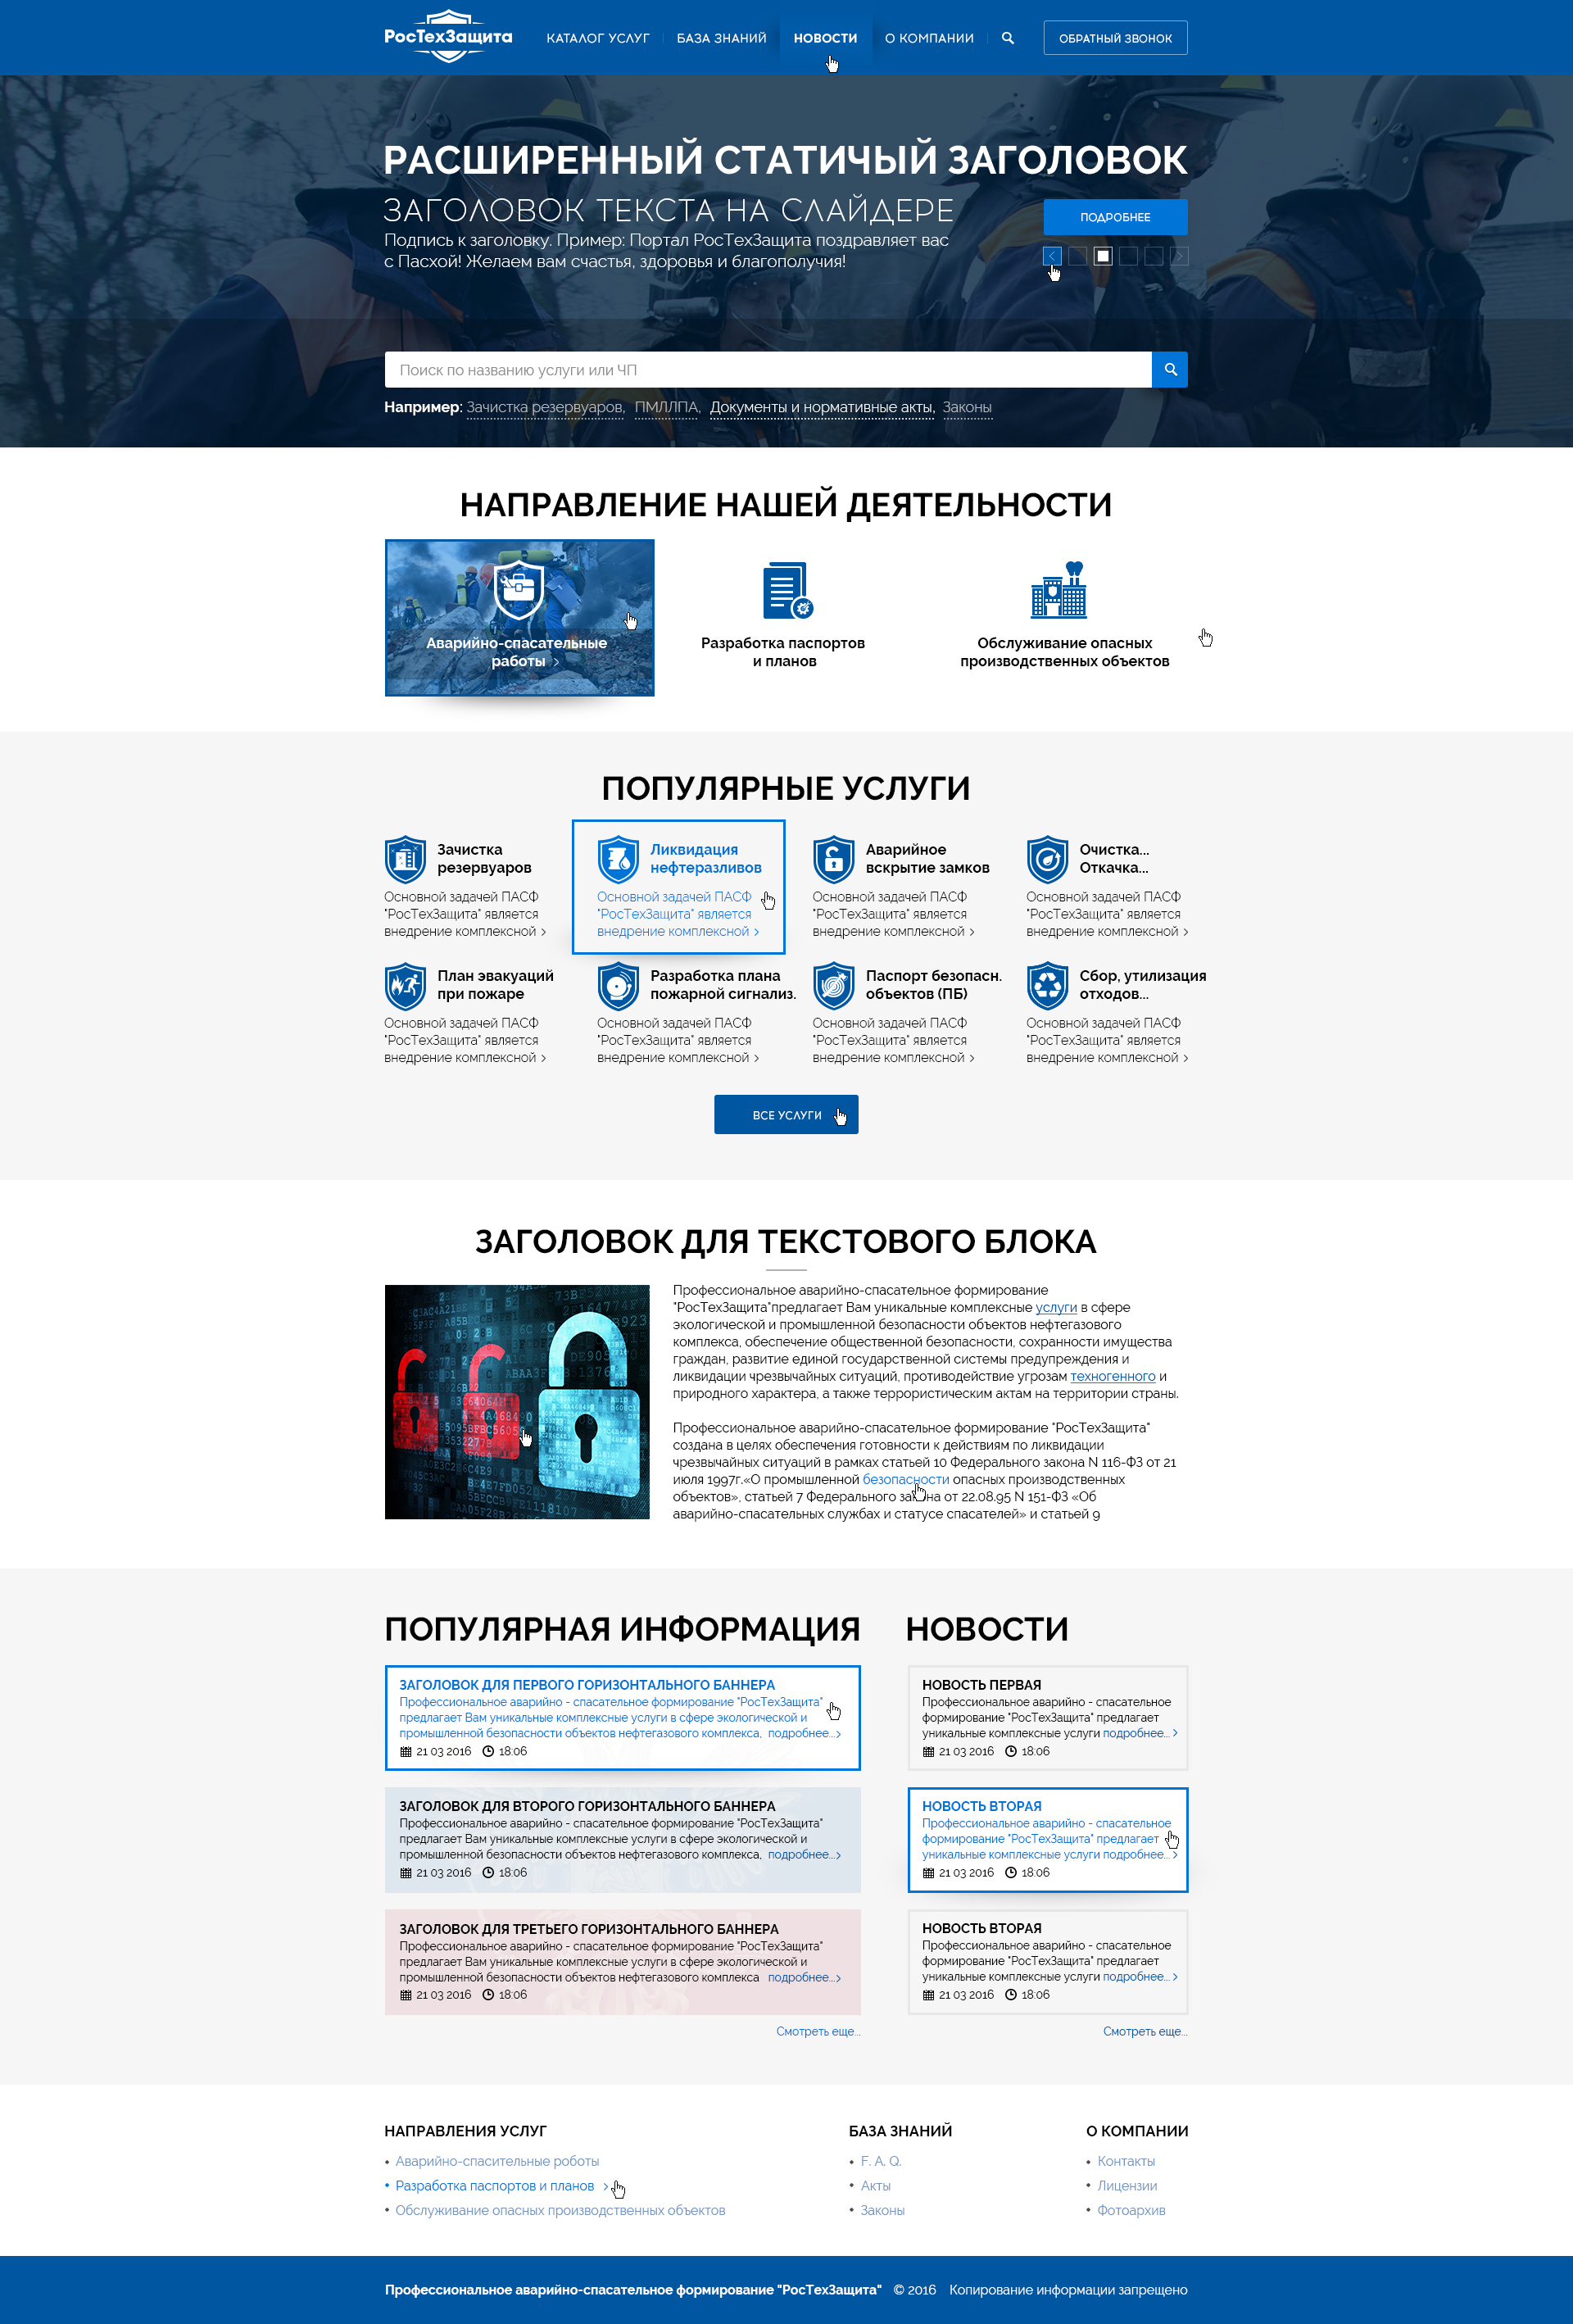 РосТехЗащита
КАТАЛОГ УСЛУГ
БАЗА ЗНАНИЙ
НОВОСТИ
О КОМПАНИИ
ОБРАТНЫЙ ЗВОНОК
РАСШИРЕННЫЙ СТАТИЧЫЙ ЗАГОЛОВОК
ЗАГОЛОВОК ТЕКСТА НА СЛАЙДЕРЕ
Подпись к заголовку. Пример: Портал РосТехЗащита поздравляет вас
с Пасхой! Желаем вам счастья, здоровья и благополучия!
ПОДРОБНЕЕ
Поиск по названию услуги или ЧП
Например: Зачистка резервуаров, ПМЛЛПА, Документы и нормативные акты, Законы
НАПРАВЛЕНИЕ НАШЕЙ ДЕЯТЕЛЬНОСТИ
Аварийно-спасательные
работы
Разработка паспортов
и планов
Обслуживание опасных
производственных объектов
ПОПУЛЯРНЫЕ УСЛУГИ
Зачистка
резервуаров
Основной задачей ПАСФ
"РосТехЗащита" является
внедрение комплексной
Ликвидация
нефтеразливов
Основной задачей ПАСФ
"РосТехЗащита" является
внедрение комплексной
Аварийное
вскрытие замков
Основной задачей ПАСФ
"РосТехЗащита" является
внедрение комплексной
Очистка...
Откачка...
Основной задачей ПАСФ
"РосТехЗащита" является
внедрение комплексной
План эвакуаций
при пожаре
Основной задачей ПАСФ
"РосТехЗащита" является
внедрение комплексной
Разработка плана
пожарной сигнализ.
Основной задачей ПАСФ
"РосТехЗащита" является
внедрение комплексной
Паспорт безопасн.
объектов (ПБ)
Основной задачей ПАСФ
"РосТехЗащита" является
внедрение комплексной
Сбор, утилизация
отходов...
Основной задачей ПАСФ
"РосТехЗащита" является
внедрение комплексной
ВСЕ УСЛУГИ
ЗАГОЛОВОК ДЛЯ ТЕКСТОВОГО БЛОКА
Профессиональное аварийно-спасательное формирование
"РосТехЗащита"предлагает Вам уникальные комплексные услуги в сфере
экологической и промышленной безопасности объектов нефтегазового
комплекса, обеспечение общественной безопасности, сохранности имущества
граждан, развитие единой государственной системы предупреждения и
ликвидации чрезвычайных ситуаций, противодействие угрозам техногенного и
природного характера, а также террористическим актам на территории страны.
Профессиональное аварийно-спасательное формирование "РосТехЗащита"
создана в целях обеспечения готовности к действиям по ликвидации
чрезвычайных ситуаций в рамках статьей 10 Федерального закона N 116-ФЗ от 21
июля 1997г.«О промышленной безопасности опасных производственных
объектов», статьей 7 Федерального закона от 22.08.95 N 151-ФЗ «Об
аварийно-спасательных службах и статусе спасателей» и статьей 9
ПОПУЛЯРНАЯ ИНФОРМАЦИЯ
ЗАГОЛОВОК ДЛЯ ПЕРВОГО ГОРИЗОНТАЛЬНОГО БАННЕРА
Профессиональное аварийно - спасательное формирование "РосТехЗащита"
предлагает Вам уникальные комплексные услуги в сфере экологической и
промышленной безопасности объектов нефтегазового комплекса, подробнее...
21 03 2016 18:06
ЗАГОЛОВОК ДЛЯ ВТОРОГО ГОРИЗОНТАЛЬНОГО БАННЕРА
Профессиональное аварийно - спасательное формирование "РосТехЗащита"
предлагает Вам уникальные комплексные услуги в сфере экологической и
промышленной безопасности объектов нефтегазового комплекса, подробнее...
21 03 2016 18:06
ЗАГОЛОВОК ДЛЯ ТРЕТЬЕГО ГОРИЗОНТАЛЬНОГО БАННЕРА
Профессиональное аварийно - спасательное формирование "РосТехЗащита"
предлагает Вам уникальные комплексные услуги в сфере экологической и
промышленной безопасности объектов нефтегазового комплекса подробнее...
21 03 2016 18:06
Смотреть еще...
НОВОСТИ
НОВОСТЬ ПЕРВАЯ
Профессиональное аварийно - спасательное
формирование "РосТехЗащита" предлагает
уникальные комплексные услуги подробнее...
21 03 2016 18:06
НОВОСТЬ ВТОРАЯ
Профессиональное аварийно - спасательное
формирование "РосТехЗащита" предлагает
уникальные комплексные услуги подробнее...
21 03 2016 18:06
НОВОСТЬ ВТОРАЯ
Профессиональное аварийно - спасательное
формирование "РосТехЗащита" предлагает
уникальные комплексные услуги подробнее...
21 03 2016 18:06
Смотреть еще...
НАПРАВЛЕНИЯ УСЛУГ
Аварийно-спасительные роботы
Разработка паспортов и планов
Обслуживание опасных производственных объектов
БАЗА ЗНАНИЙ
F. A. Q.
Акты
Законы
О КОМПАНИИ
Контакты
Лицензии
Фотоархив
Профессиональное аварийно-спасательное формирование "РосТехЗащита" © 2016 Копирование информации запрещено